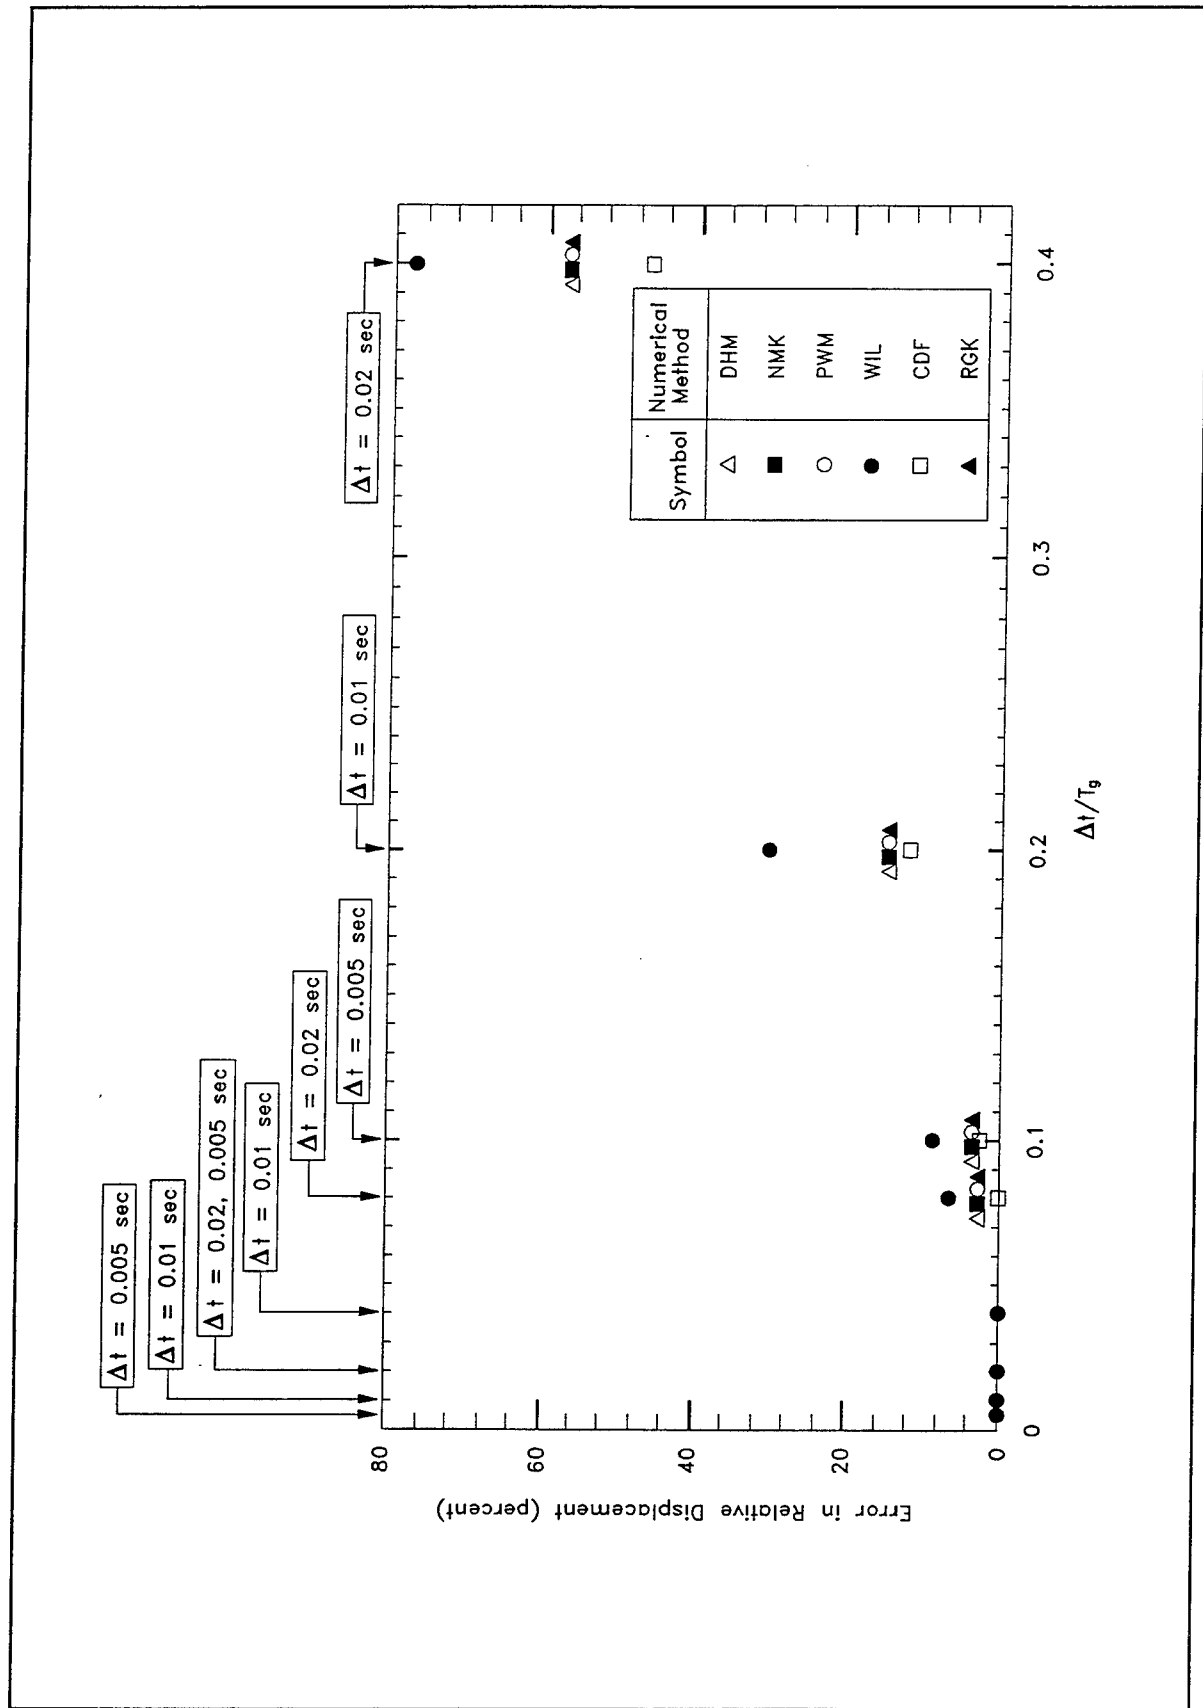 Δt = 0.005 sec
Δt = 0.01 sec
Δt = 0.02, 0.005 sec
Δt = 0.01 sec
Δt = 0.02 sec
Δt = 0.005 sec
Δt = 0.01 sec
Δt = 0.02 sec
80
60
40
20
0
Error in Relative Displacement (percent)
0
0.1
0.2
0.3
0.4
Δt/Tg
Symbol Numerical Method
△ DHM
■ NMK
○ PWM
● WIL
□ CDF
▲ RGK